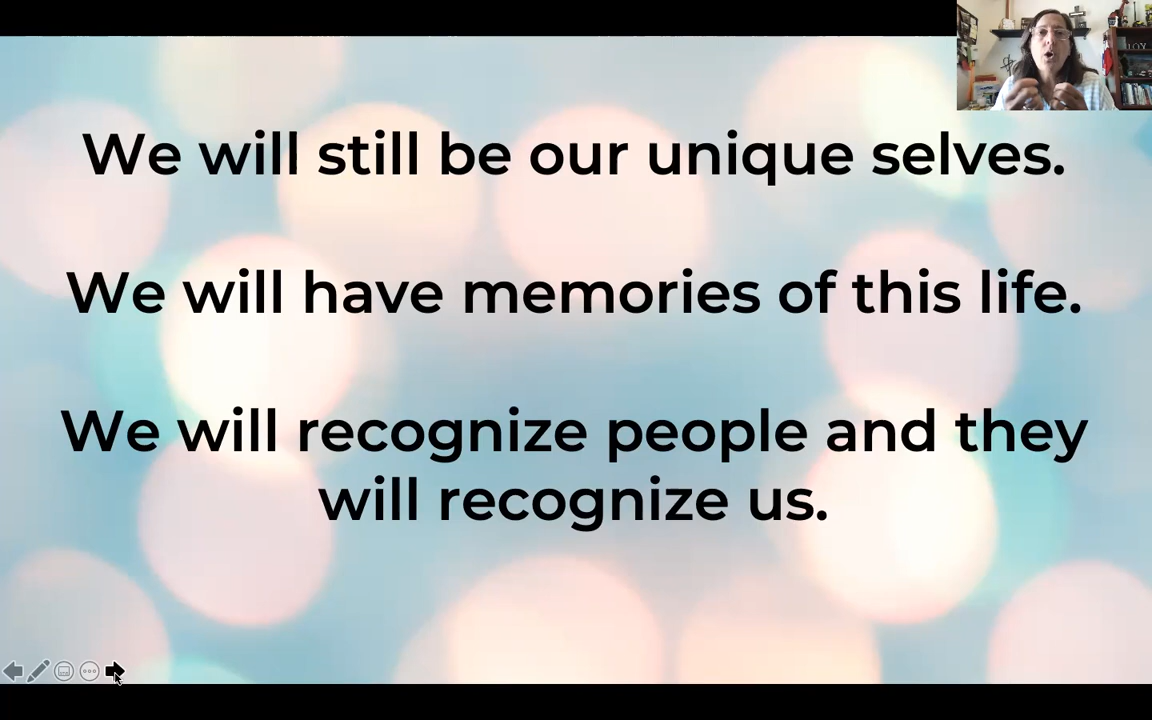 We will still be our unique selves.
We will have memories of this life.
We will recognize people and they
will recognize us.